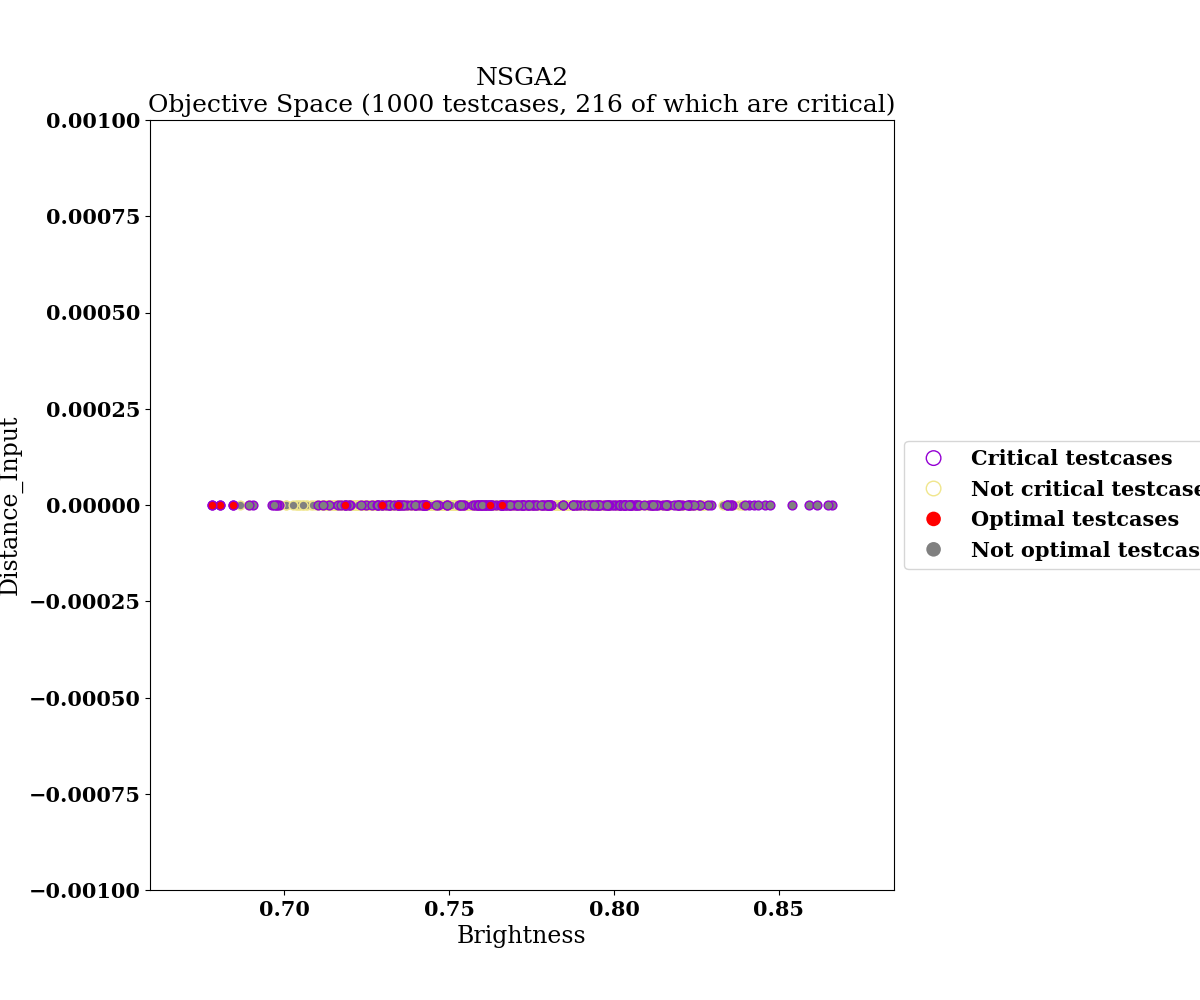 NSGA2
Objective Space (1000 testcases, 216 of which are critical)
0.00100
0.00075
0.00050
0.00025
0.00000
−0.00025
−0.00050
−0.00075
−0.00100
Distance_Input
0.70 0.75 0.80 0.85
Brightness
Critical testcases
Not critical testcase
Optimal testcases
Not optimal testcas